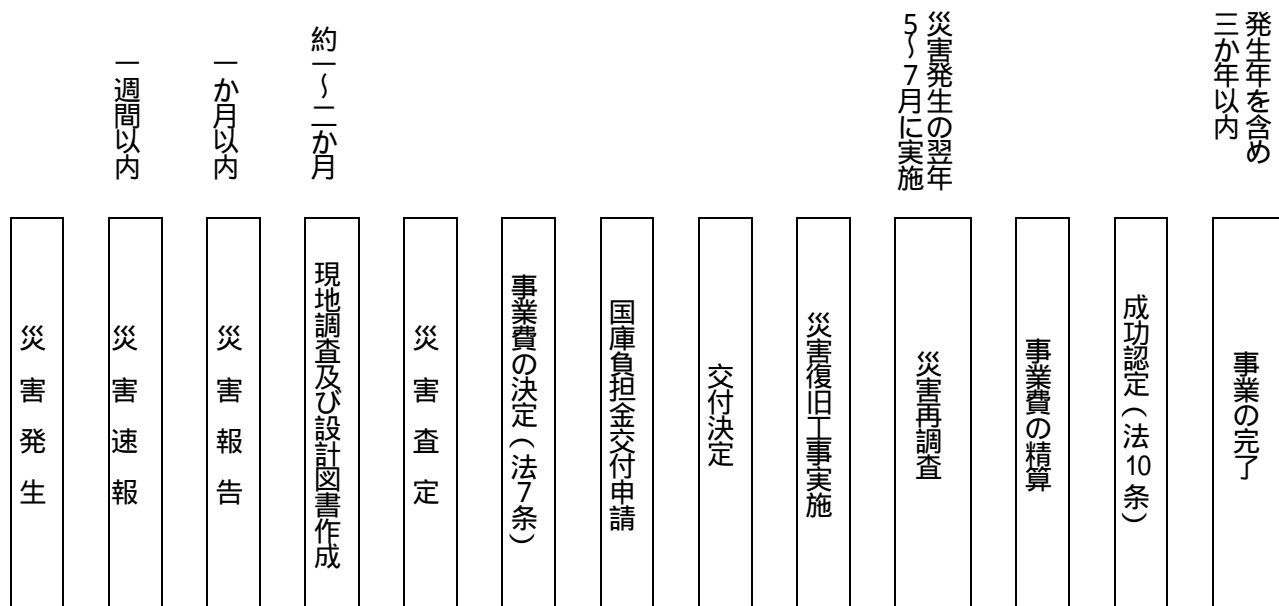 災害発生
一週間以内
災害速報
一か月以内
災害報告
約一~二か月
現地調査及び設計図書作成
災害査定
事業費の決定(法7条)
国庫負担金交付申請
交付決定
災害復旧工事実施
災害発生の翌年
5~7月に実施
災害再調査
事業費の精算
成功認定(法10条)
発生年を含め
三か年以内
事業の完了